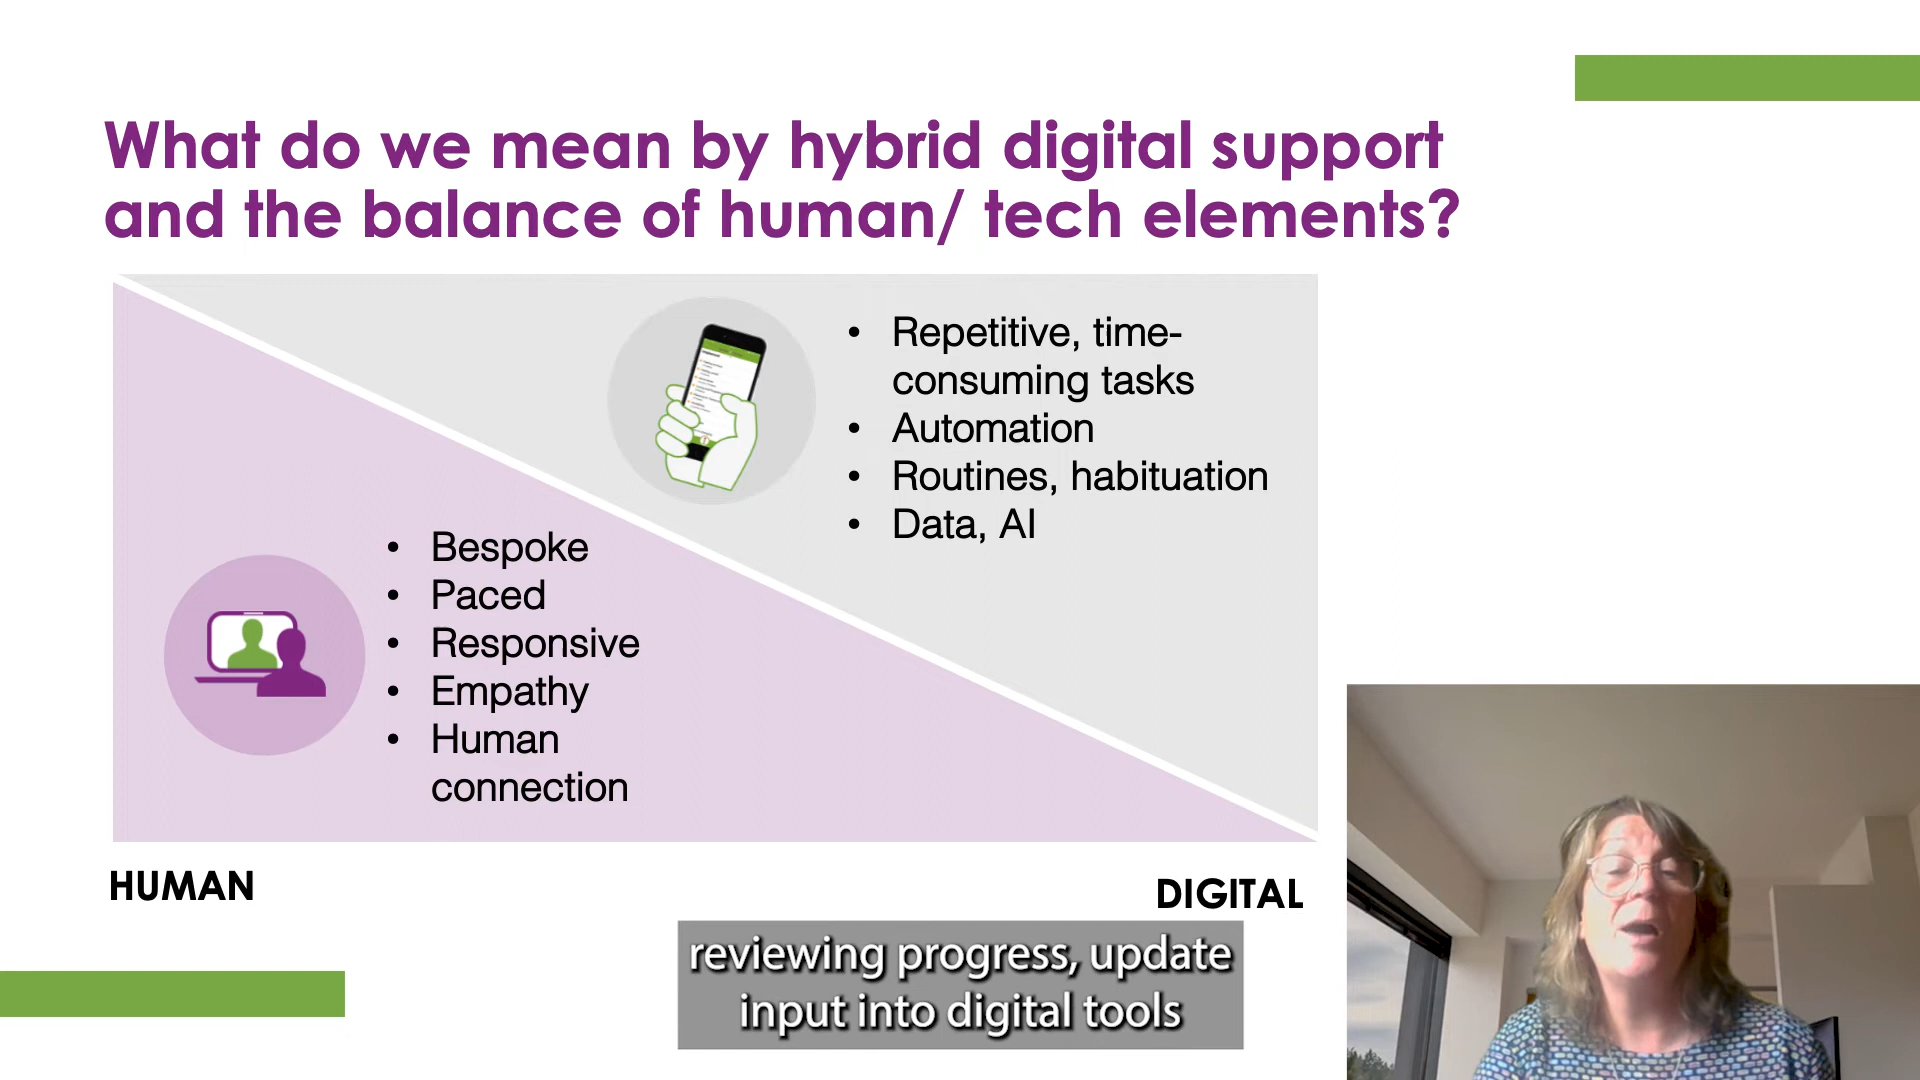 What do we mean by hybrid digital support
and the balance of human/ tech elements?
• Repetitive, time-
consuming tasks
• Automation
• Routines, habituation
• Data, AI
• Bespoke
• Paced
• Responsive
• Empathy
• Human
connection
HUMAN
DIGITAL
reviewing progress, update
input into digital tools